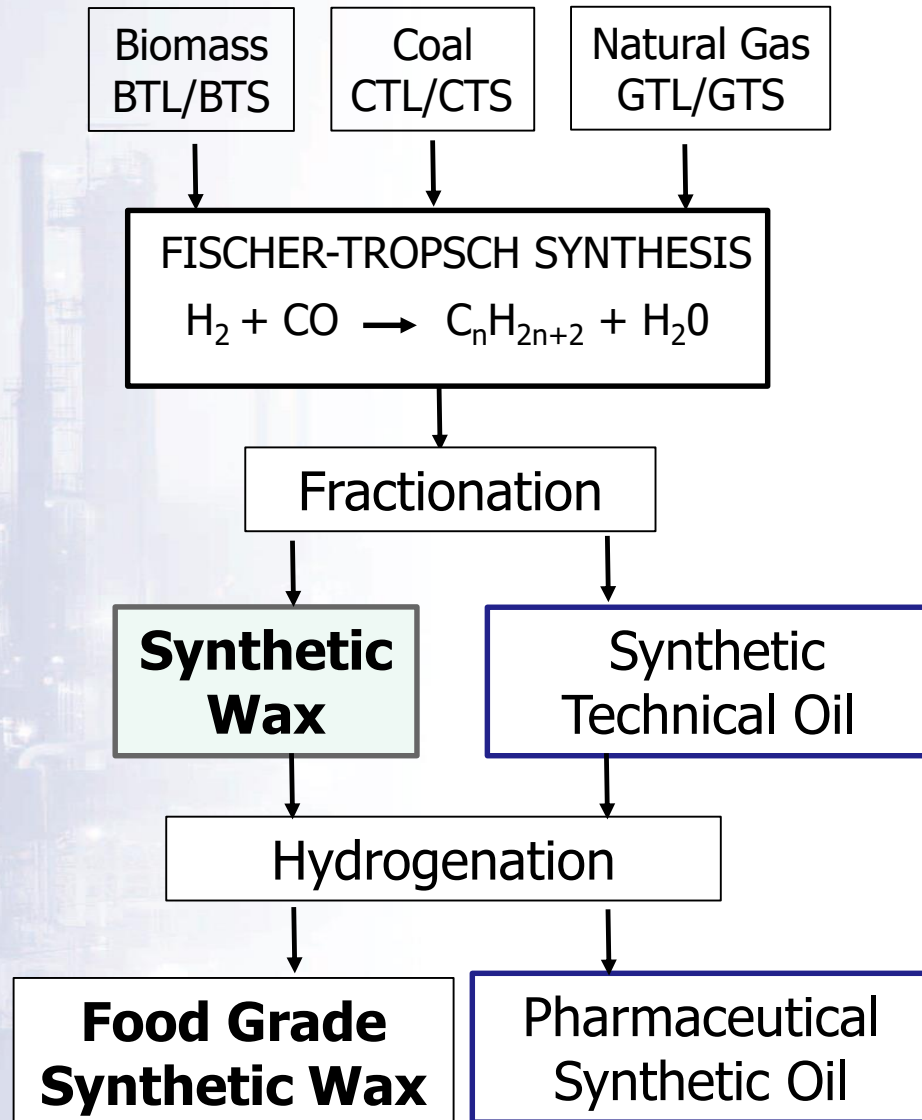 Biomass
BTL/BTS
Coal
CTL/CTS
Natural Gas
GTL/GTS
FISCHER-TROPSCH SYNTHESIS
H₂ + CO → CₙH₂ₙ₊₂ + H₂0
Fractionation
Synthetic
Wax
Synthetic
Technical Oil
Hydrogenation
Food Grade
Synthetic Wax
Pharmaceutical
Synthetic Oil